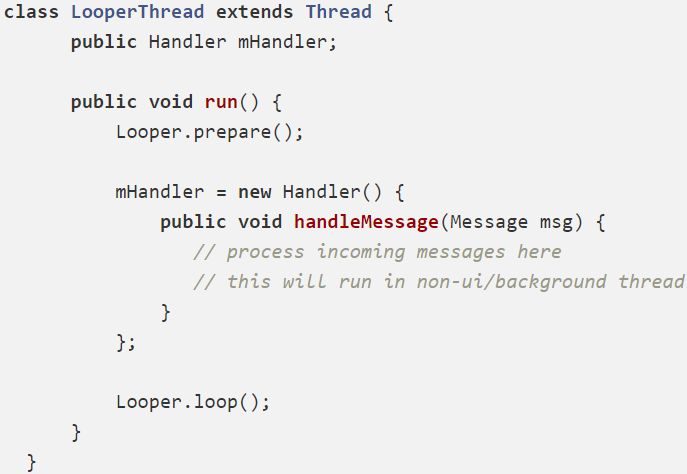 class LooperThread extends Thread {
public Handler mHandler;
public void run() {
Looper.prepare();
mHandler = new Handler() {
public void handleMessage(Message msg) {
// process incoming messages here
// this will run in non-ui/background thread
}
};
Looper.loop();
}
}